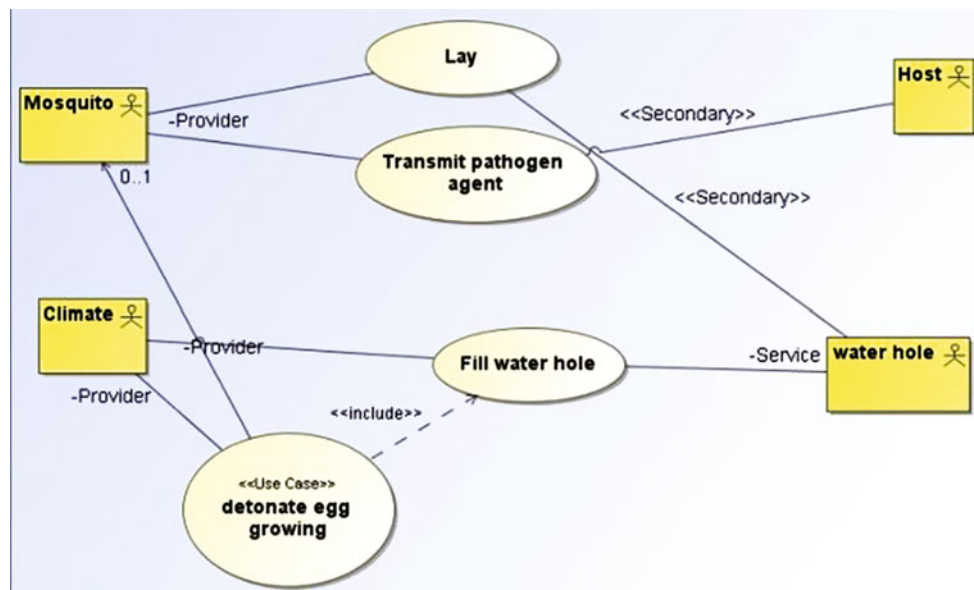 Lay
Host
Mosquito
-Provider
<<Secondary>>
Transmit pathogen
agent
0..1
<<Secondary>>
Climate
-Provider
Fill water hole
-Service
water hole
-Provider
<<include>>
<<Use Case>>
detonate egg
growing